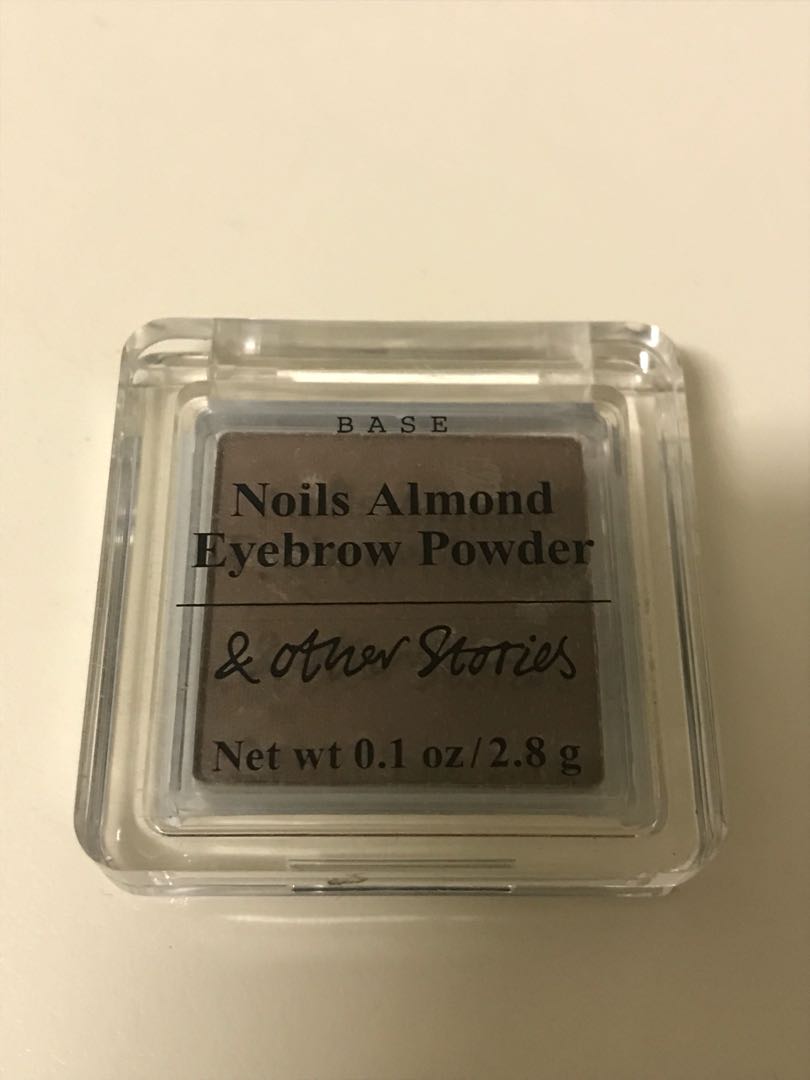 BASE
Noils Almond
Eyebrow Powder
& other Stories
Net wt 0.1 oz/2.8 g